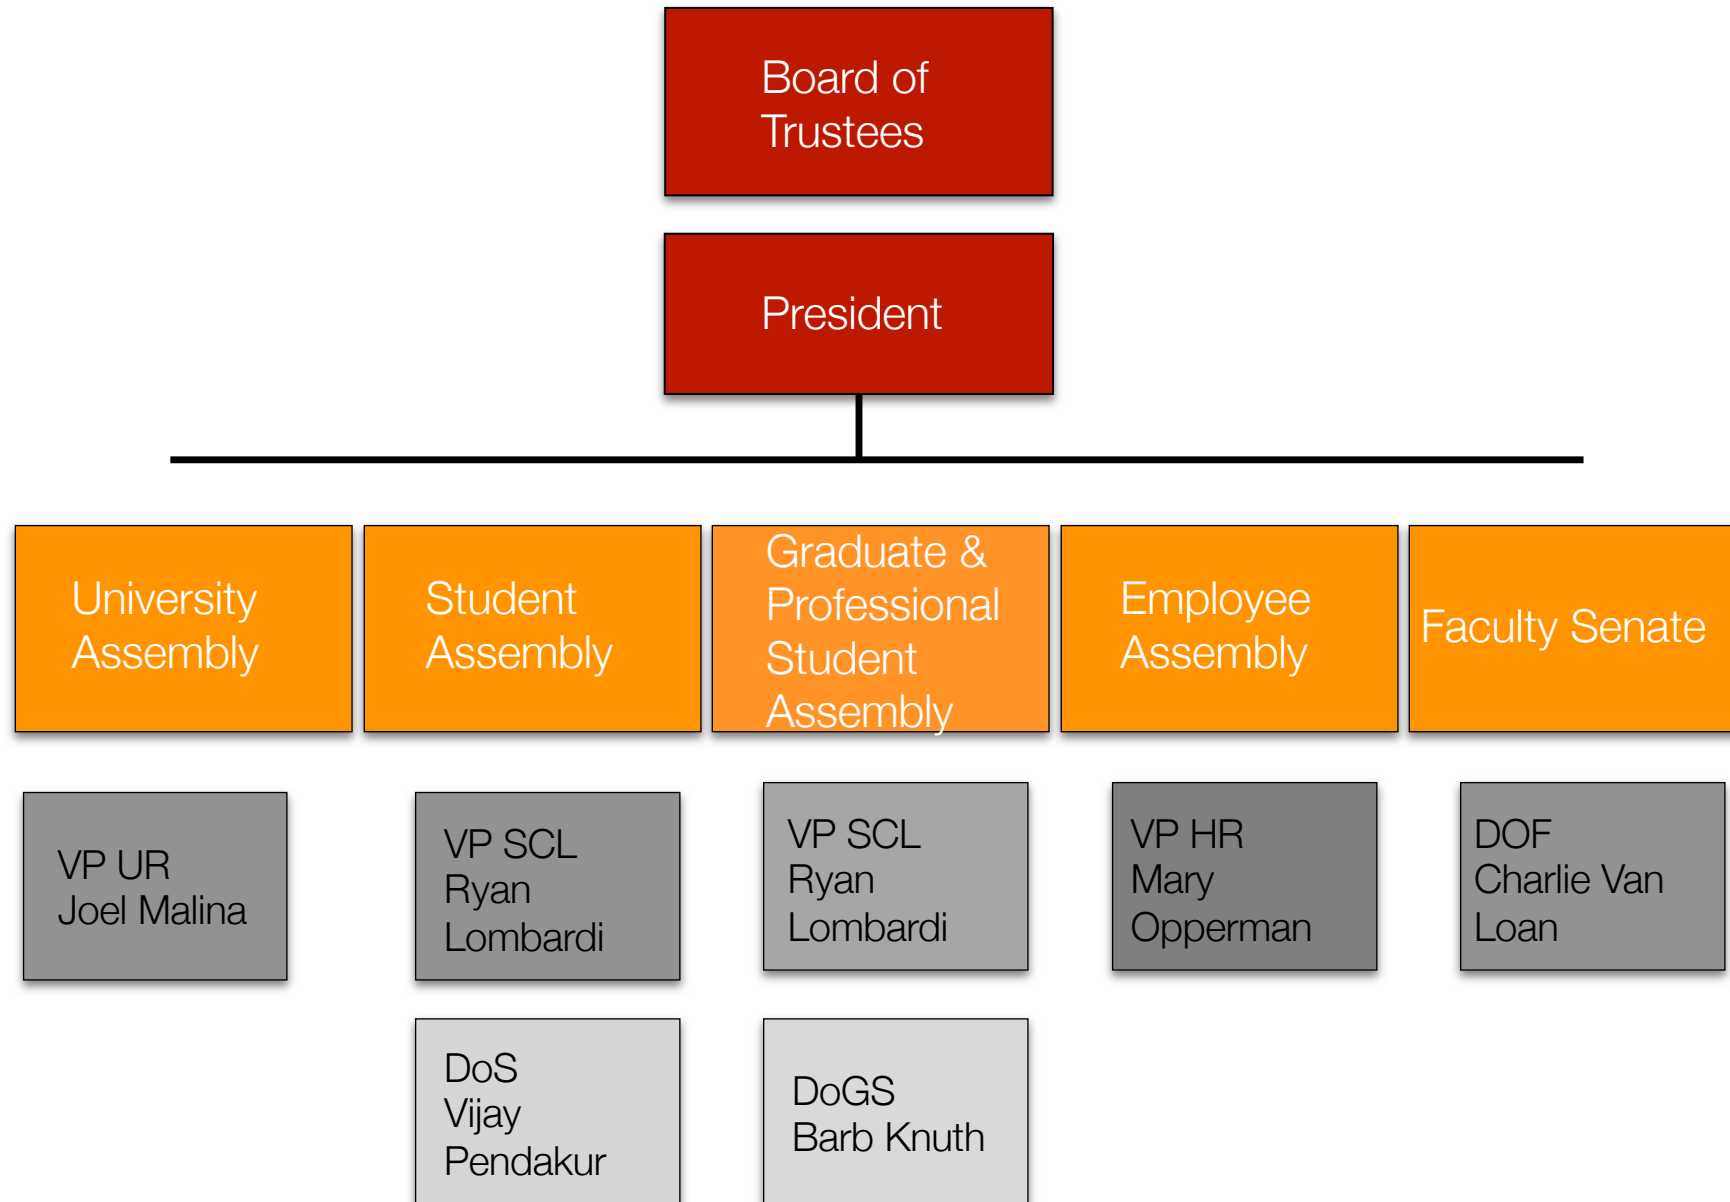 Board of
Trustees
President
University
Assembly
Student
Assembly
Graduate &
Professional
Student
Assembly
Employee
Assembly
Faculty Senate
VP UR
Joel Malina
VP SCL
Ryan
Lombardi
VP SCL
Ryan
Lombardi
VP HR
Mary
Opperman
DOF
Charlie Van
Loan
DoS
Vijay
Pendakur
DoGS
Barb Knuth